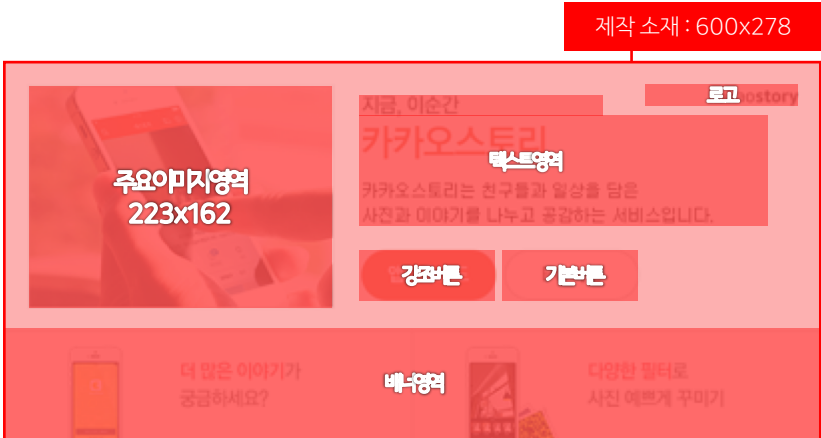 제작 소재 : 600x278
로고
ostory
지금, 이순간
카카오스토리
텍스트영역
카카오스토리는 친구들과 일상을 담은
사진과 이야기를 나누고 공감하는 서비스입니다.
주요이미지영역
223x162
강조버튼
기본버튼
더 많은 이야기가
궁금하세요?
배너영역
다양한 필터로
사진 예쁘게 꾸미기